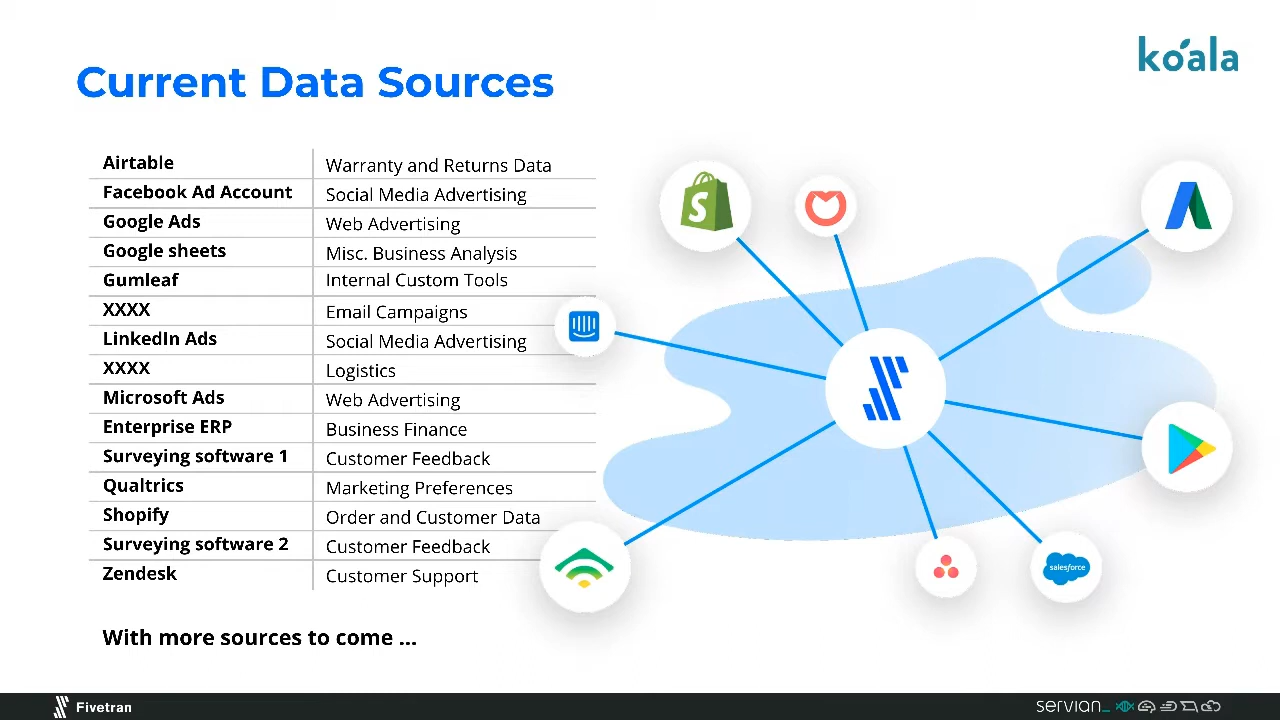 koala
Current Data Sources
Airtable Warranty and Returns Data
Facebook Ad Account Social Media Advertising
Google Ads Web Advertising
Google sheets Misc. Business Analysis
Gumleaf Internal Custom Tools
XXXX Email Campaigns
LinkedIn Ads Social Media Advertising
XXXX Logistics
Microsoft Ads Web Advertising
Enterprise ERP Business Finance
Surveying software 1 Customer Feedback
Qualtrics Marketing Preferences
Shopify Order and Customer Data
Surveying software 2 Customer Feedback
Zendesk Customer Support
S
salesforce
With more sources to come ...
Fivetran
servian_